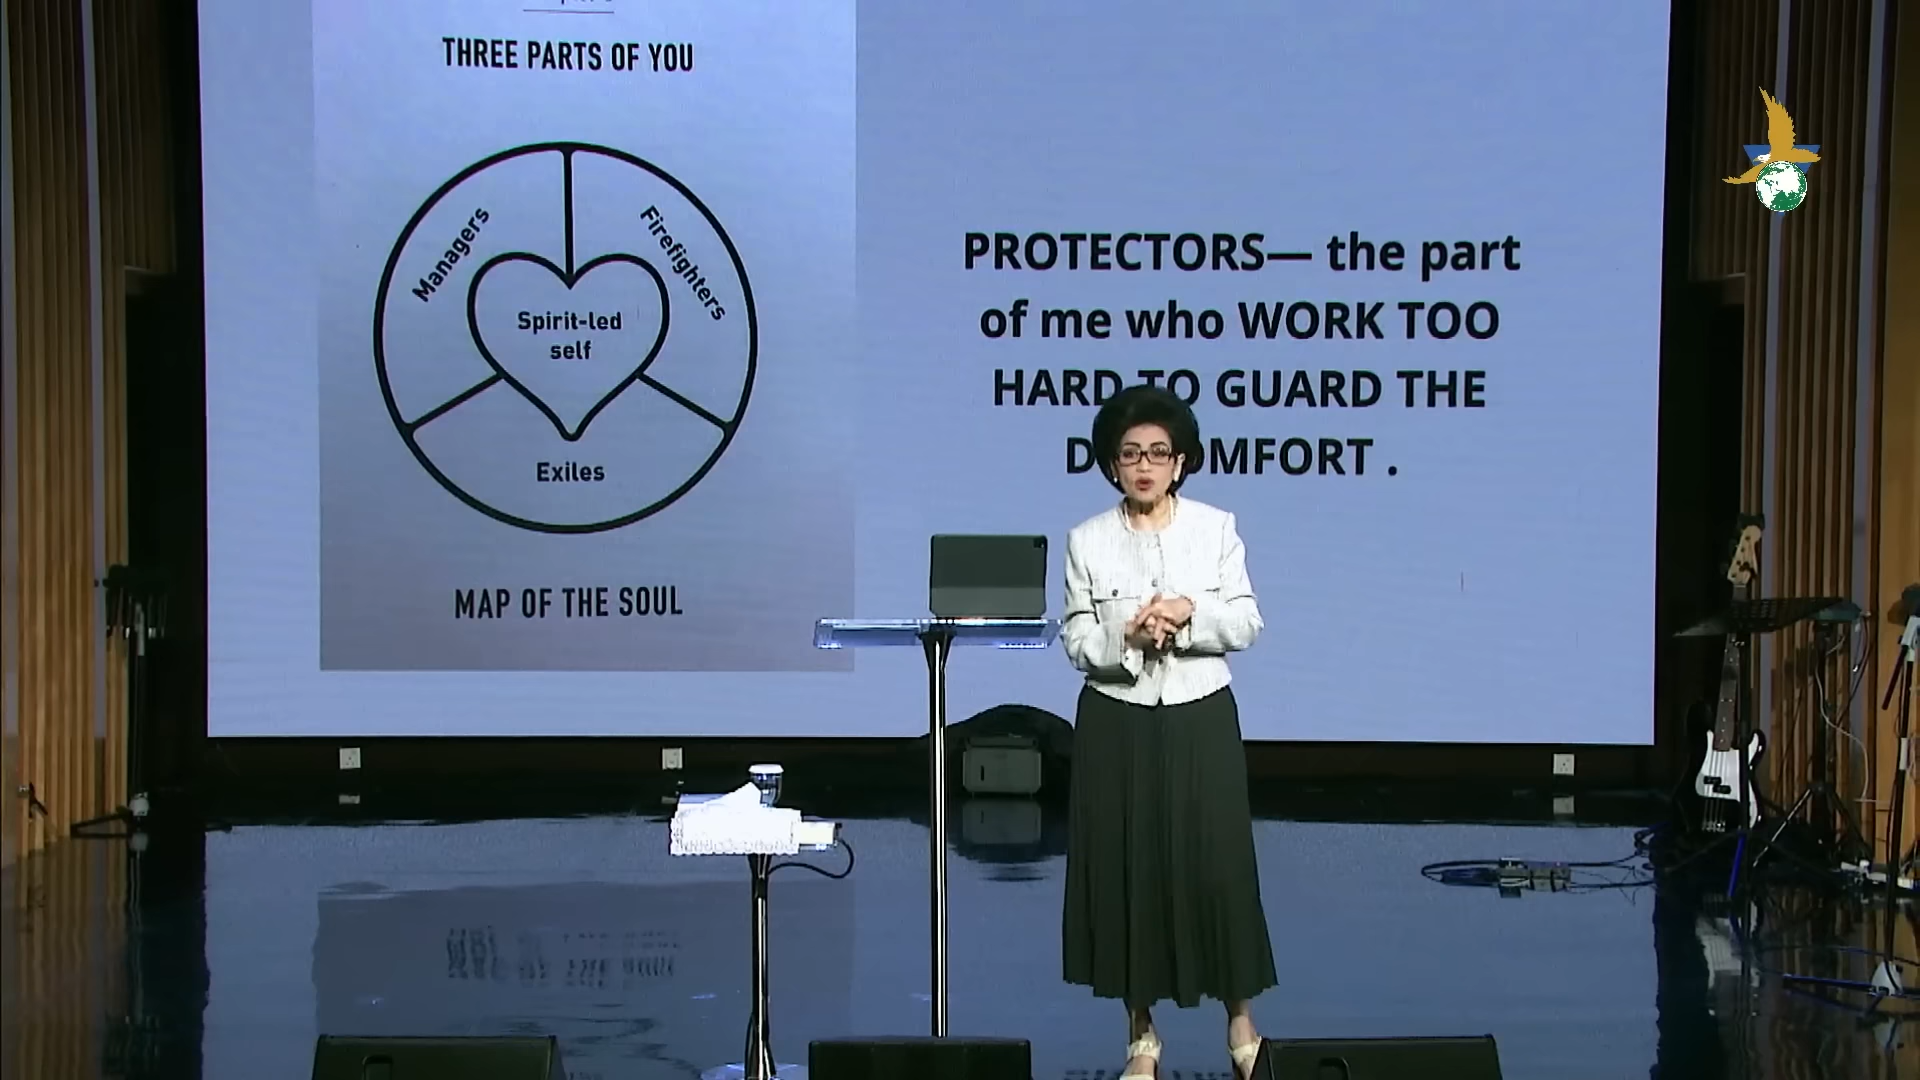 THREE PARTS OF YOU
Managers
Firefighters
Spirit-led
self
Exiles
MAP OF THE SOUL
PROTECTORS— the part
of me who WORK TOO
HARD TO GUARD THE